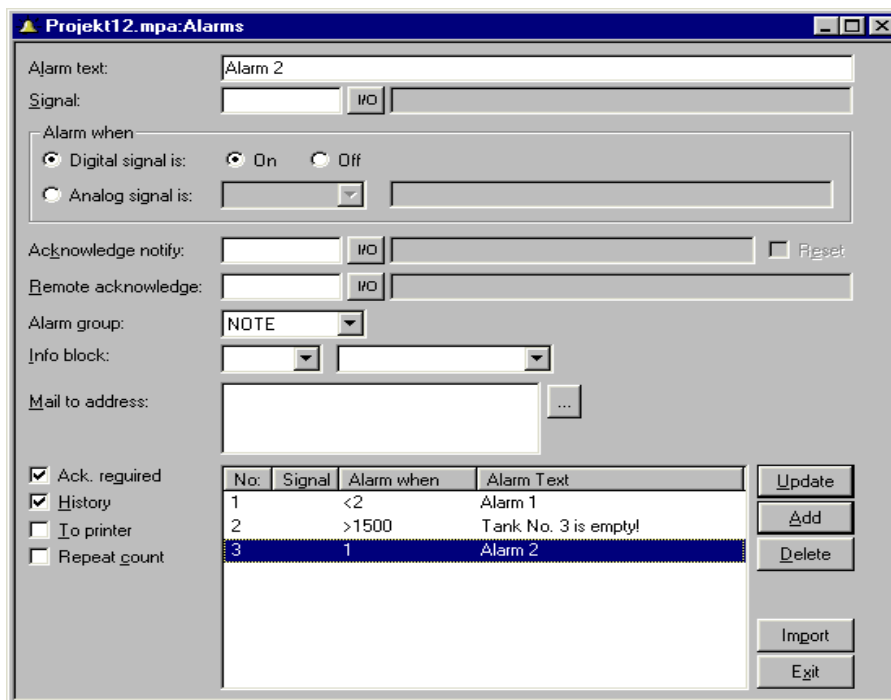 Projekt12.mpa:Alarms
Alarm text: Alarm 2
Signal: I/O
Alarm when
Digital signal is: On Off
Analog signal is:
Acknowledge notify: I/O Reset
Remote acknowledge: I/O
Alarm group: NOTE
Info block:
Mail to address: ...
Ack. reguired
History
To printer
Repeat count
No: Signal Alarm when Alarm Text
1 <2 Alarm 1
2 >1500 Tank No. 3 is empty!
3 1 Alarm 2
Update
Add
Delete
Import
Exit